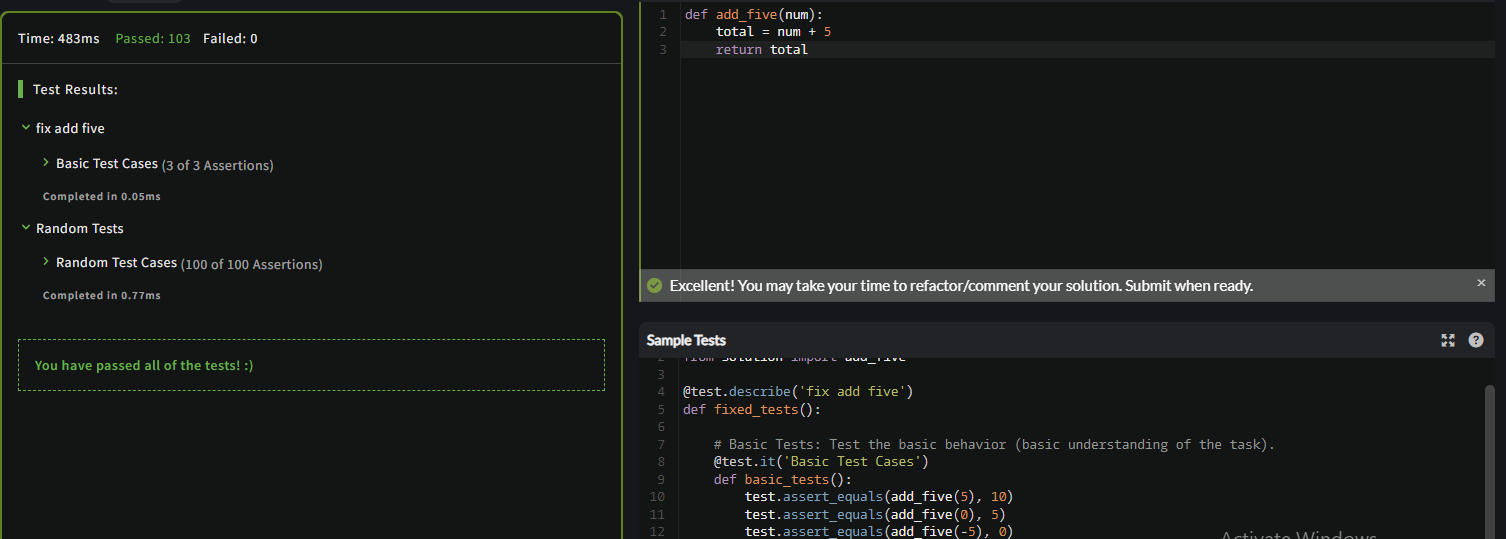 Time: 483ms Passed: 103 Failed: 0
Test Results:
fix add five
Basic Test Cases (3 of 3 Assertions)
Completed in 0.05ms
Random Tests
Random Test Cases (100 of 100 Assertions)
Completed in 0.77ms
You have passed all of the tests! :)
1 def add_five(num):
2     total = num + 5
3     return total
Excellent! You may take your time to refactor/comment your solution. Submit when ready.
×
Sample Tests
?
2 from solution import add_five
3
4 @test.describe('fix add five')
5 def fixed_tests():
6
7     # Basic Tests: Test the basic behavior (basic understanding of the task).
8     @test.it('Basic Test Cases')
9     def basic_tests():
10         test.assert_equals(add_five(5), 10)
11         test.assert_equals(add_five(0), 5)
12         test.assert_equals(add_five(-5), 0)
Activate Windows